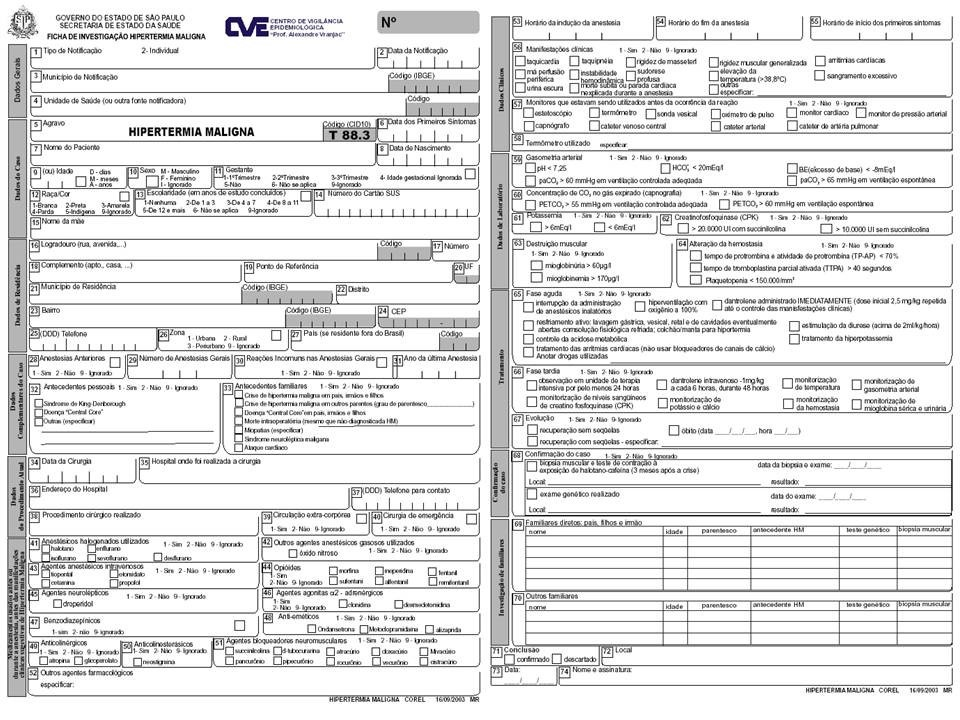 GOVERNO DO ESTADO DE SÃO PAULO
SECRETARIA DE ESTADO DA SAÚDE
FICHA DE INVESTIGAÇÃO HIPERTERMIA MALIGNA
CVE CENTRO DE VIGILÂNCIA
EPIDEMIOLÓGICA
"Prof. Alexandre Vranjac"
Nº
Dados Gerais
1 Tipo de Notificação 2- Individual
2 Data da Notificação
3 Município de Notificação
Código (IBGE)
4 Unidade de Saúde (ou outra fonte notificadora)
Código
Dados do Caso
5 Agravo
HIPERTERMIA MALIGNA
Código (CID10)
T 88.3
6 Data dos Primeiros Sintomas
7 Nome do Paciente
8 Data de Nascimento
9 (ou) Idade D - dias
M - meses
A - anos
10 Sexo M - Masculino
F - Feminino
I - Ignorado
11 Gestante
1-1ºTrimestre 2-2ºTrimestre 3-3ºTrimestre 4- Idade gestacional Ignorada
5-Não 6- Não se aplica 9-Ignorado
12 Raça/Cor
1-Branca 2-Preta 3-Amarela
4-Parda 5-Indígena 9-Ignorado
13 Escolaridade (em anos de estudo concluídos)
1-Nenhuma 2-De 1 a 3 3-De 4 a 7 4-De 8 a 11
5-De 12 e mais 6- Não se aplica 9-Ignorado
14 Número do Cartão SUS
15 Nome da mãe
Dados de Residência
16 Logradouro (rua, avenida,...)
Código
17 Número
18 Complemento (apto., casa, ...)
19 Ponto de Referência
20 UF
21 Município de Residência
Código (IBGE)
22 Distrito
23 Bairro
Código (IBGE)
24 CEP
25 (DDD) Telefone
26 Zona
1 - Urbana 2 - Rural
3 - Periurbano 9 - Ignorado
27 País (se residente fora do Brasil)
Código
Dados
Complementares do Caso
28 Anestesias Anteriores
1 - Sim 2 - Não 9- Ignorado
29 Número de Anestesias Gerais
30 Reações Incomuns nas Anestesias Gerais
1 - Sim 2 - Não 9 - Ignorado
31 Ano da última Anestesia
32 Antecedentes pessoais 1 - Sim 2 - Não 9 - Ignorado
Síndrome de King-Denborough
Doença "Central Core"
Outras (especificar)
33 Antecedentes familiares 1 - Sim 2 - Não 9 - Ignorado
Crise de hipertermia maligna em pais, irmãos e filhos
Crise de hipertermia maligna em outros parentes (grau de parentesco
Doença "Central Core" em pais, irmãos e filhos
Morte intraoperatória (mesmo que não diagnosticada HM)
Miopatias (especificar)
Síndrome neuroléptica maligna
Ataque cardíaco
Dados
do Procedimento Atual
34 Data da Cirurgia
35 Hospital onde foi realizada a cirurgia
36 Endereço do Hospital
37 (DDD) Telefone para contato
38 Procedimento cirúrgico realizado
39 Circulação extra-corpórea
1 - Sim 2 - Não 9- Ignorado
40 Cirurgia de emergência
1 - Sim 2 - Não 9- Ignorado
41 Anestésicos halogenados utilizados
1 - Sim 2 - Não 9 - Ignorado
halotano enflurano
isoflurano sevoflurano desflurano
42 Outros agentes anestésicos gasosos utilizados
óxido nitroso 1 - Sim 2 - Não 9 - Ignorado
43 Agentes anestésicos intravenosos
1 - Sim 2 - Não 9 - Ignorado
tiopental etomidato
cetamina propofol
44 Opióides
1- Sim
2- Não 9- Ignorado
morfina meperidina fentanil
sufentanil alfentanil remifentanil
45 Agentes neurolépticos
droperidol 1 - Sim 2 - Não 9 - Ignorado
46 Agentes agonitas α2 - adrenérgicos
1- Sim
2- Não 9- Ignorado clonidina dexmedetomidina
47 Benzodiazepínicos
1-sim 2-não 9-ignorado
48 Anti-eméticos 1 - Sim 2 - Não 9 - Ignorado
Ondansetrona Metoclopramidana alizaprida
49 Anticolinérgicos
1 - Sim 2 - Não 9 - Ignorado
atropina glicopirrolato
50 Anticolinesterásicos
1 - Sim 2 - Não 9 - Ignorado
neostigmina
51 Agentes bloqueadores neuromusculares 1 - Sim 2 - Não 9 - Ignorado
succinilcolina d-tubocurarina atracúrio doxacúrio Mivacúrio
pancurônio pipecurônio rocurônio vecurônio cistracúrio
52 Outros agentes farmacológicos
especificar:
HIPERTERMIA MALIGNA COREL 16/09/2003 MR
53 Horário da indução da anestesia
54 Horário do fim da anestesia
55 Horário de início dos primeiros sintomas
Dados Clínicos
56 Manifestações clínicas 1 - Sim 2 - Não 9 - Ignorado
taquicardia taquipnéia rigidez de masseter rigidez muscular generalizada arritmias cardíacas
má perfusão periférica instabilidade hemodinâmica sudorese profusa elevação da temperatura (>38,8ºC) sangramento excessivo
urina escura morte súbita ou parada cardíaca inexplicada durante a anestesia outras especificar:
57 Monitores que estavam sendo utilizados antes da ocorência da reação 1 - Sim 2 - Não 9 - Ignorado
estetoscópio termômetro sonda vesical oxímetro de pulso monitor cardíaco monitor de pressão arterial
capnógrafo cateter venoso central cateter arterial cateter de artéria pulmonar
58 Termômetro utilizado especificar:
Dados de Laboratório
59 Gasometria arterial 1 - Sim 2 - Não 9 - Ignorado
pH < 7,25 HCO3 < 20mEq/l BE(excesso de base) < -8mEq/l
paCO2 > 60 mmHg em ventilação controlada adequada paCO2 > 65 mmHg em ventilação espontânea
60 Concentração de CO2 no gás expirado (capnografia) 1 - Sim 2 - Não 9 - Ignorado
PETCO2 > 55 mmHg em ventilação controlada adequada PETCO2 > 60 mmHg em ventilação espontânea
61 Potassemia 1 - Sim 2 - Não 9- Ignorado
> 6mEq/l < 6mEq/l
62 Creatinofosfoquinase (CPK) 1 - Sim 2 - Não 9- Ignorado
> 20.0000 UI com succinilcolina > 10.0000 UI sem succinilcolina
63 Destruição muscular
1 - Sim 2 - Não 9- Ignorado
mioglobinúria > 60µg/l
mioglobinemia > 170µg/l
64 Alteração da hemostasia 1 - Sim 2 - Não 9- Ignorado
tempo de protrombina e atividade de protrombina (TP-AP) < 70%
tempo de tromboplastina parcial ativada (TTPA) > 40 segundos
Plaquetopenia < 150.000/mm³
Tratamento
65 Fase aguda 1- Sim 2- Não 9- Ignorado
interrupção da administração de anestésicos inalatórios
hiperventilação com oxigênio a 100%
dantrolene administrado IMEDIATAMENTE (dose inicial 2,5 mg/kg repetida até o controle das manifestações clínicas)
resfriamento ativo: lavagem gástrica, vesical, retal e de cavidades eventualmente abertas comsolução fisiológica refriada; colchão/manta para hipertermia
estimulação da diurese (acima de 2ml/kg/hora)
controle da acidose metabólica
tratamento da hiperpotassemia
tratamento das arritmias cardíacas (não usar bloqueadores de canais de cálcio)
Anotar drogas utilizadas
66 Fase tardia 1 - Sim 2 - Não 9 - Ignorado
observação em unidade de terapia intensiva por pelo menos 24 horas
dantrolene intravenoso -1mg/kg a cada 6 horas, durante 48 horas
monitorização de temperatura
monitorização de gasometria arterial
monitorização de níveis sangüneos de creatino fosfoquinase (CPK)
monitorização de potássio e cálcio
monitorização da hemostasia
monitorização de mioglobina sérica e urinária
67 Evolução 1 - Sim 2 - Não 9 - Ignorado
recuperação sem seqüelas óbito (data ___/___/___, hora ___/___)
recuperação com seqüelas - especificar:
Confirmação
do caso
68 Confirmação do caso 1- Sim 2- Não 9- Ignorado
biopsia muscular e teste de contração à
exposição de halotano-cafeína (3 meses após a crise)
data da biopsia e exame: ___/___/___
Local: resultado:
exame genético realizado data do exame: ___/___/___
Local: resultado:
Investigação de familiares
69 Familiares diretos: pais, filhos e irmão
nome idade parentesco antecedente HM teste genético biopsia muscular
70 Outros familiares
nome idade parentesco antecedente HM teste genético biopsia muscular
71 Conclusao
confirmado descartado
72 Local
73 Data:
___/___/___
74 Nome e assinatura:
HIPERTERMIA MALIGNA COREL 16/09/2003 MR